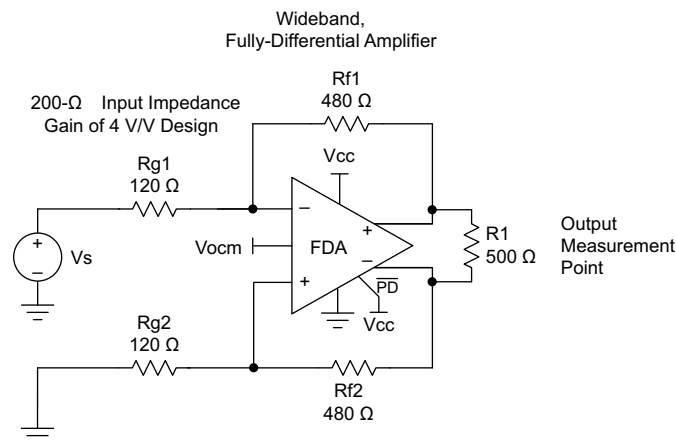 Wideband,
Fully-Differential Amplifier
200-Ω Input Impedance
Gain of 4 V/V Design
Rf1
480 Ω
Rg1
120 Ω
Vcc
−
+
Vs
+
−
Vocm
FDA
+
−
+
R1
500 Ω
Output
Measurement
Point
PD
Vcc
Rg2
120 Ω
Rf2
480 Ω